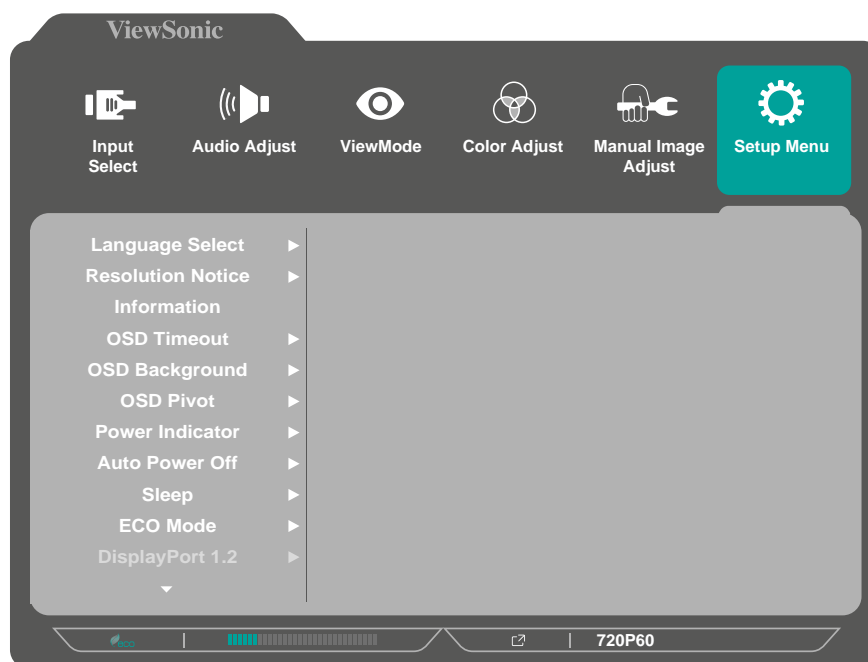 ViewSonic
Input
Select
Audio Adjust
ViewMode
Color Adjust
Manual Image
Adjust
Setup Menu
Language Select
Resolution Notice
Information
OSD Timeout
OSD Background
OSD Pivot
Power Indicator
Auto Power Off
Sleep
ECO Mode
DisplayPort 1.2
eco
720P60